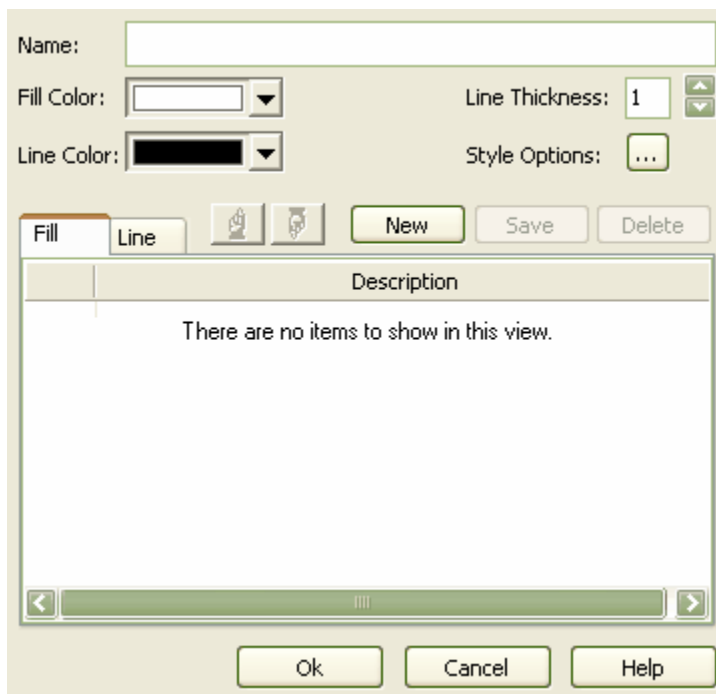 Name:
Fill Color: Line Thickness: 1
Line Color: Style Options: ...
Fill Line New Save Delete
Description
There are no items to show in this view.
Ok Cancel Help